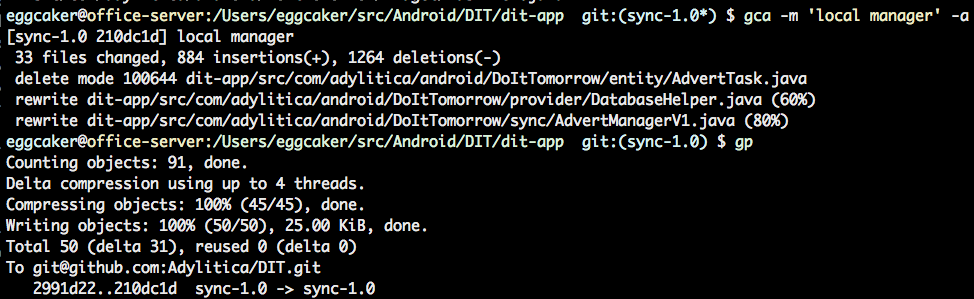 eggcaker@office-server:/Users/eggcaker/src/Android/DIT/dit-app git:(sync-1.0*) $ gca -m 'local manager' -a
[sync-1.0 210dc1d] local manager
33 files changed, 884 insertions(+), 1264 deletions(-)
delete mode 100644 dit-app/src/com/adylitica/android/DoItTomorrow/entity/AdvertTask.java
rewrite dit-app/src/com/adylitica/android/DoItTomorrow/provider/DatabaseHelper.java (60%)
rewrite dit-app/src/com/adylitica/android/DoItTomorrow/sync/AdvertManagerV1.java (80%)
eggcaker@office-server:/Users/eggcaker/src/Android/DIT/dit-app git:(sync-1.0) $ gp
Counting objects: 91, done.
Delta compression using up to 4 threads.
Compressing objects: 100% (45/45), done.
Writing objects: 100% (50/50), 25.00 KiB, done.
Total 50 (delta 31), reused 0 (delta 0)
To git@github.com:Adylitica/DIT.git
2991d22..210dc1d sync-1.0 -> sync-1.0